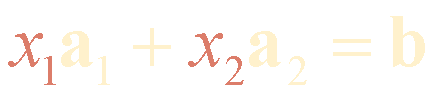 x₁a₁ + x₂a₂ = b